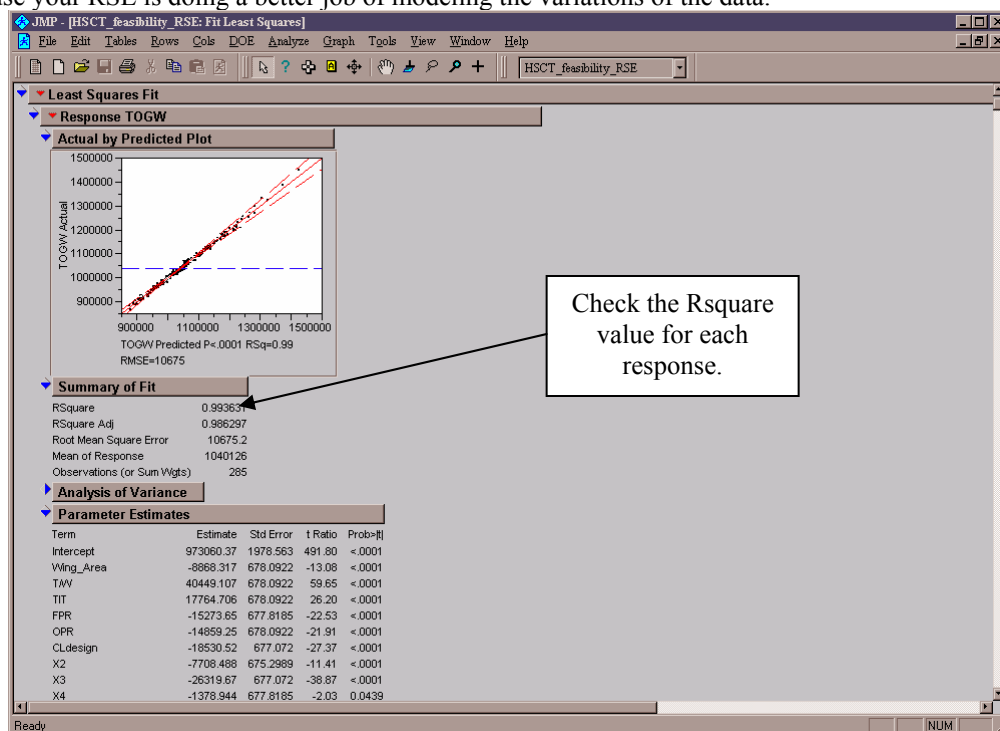 use your RSE is doing a better job of modeling the variations of the data.
JMP - [HSCT_feasibility_RSE: Fit Least Squares]
File Edit Tables Rows Cols DOE Analyze Graph Tools View Window Help
HSCT_feasibility_RSE
Least Squares Fit
Response TOGW
Actual by Predicted Plot
1500000
1400000
1300000
1200000
1100000
1000000
900000
TOGW Actual
900000 1100000 1300000 1500000
TOGW Predicted P<.0001 RSq=0.99
RMSE=10675
Check the Rsquare
value for each
response.
Summary of Fit
RSquare 0.993631
RSquare Adj 0.986297
Root Mean Square Error 10675.2
Mean of Response 1040126
Observations (or Sum Wgts) 285
Analysis of Variance
Parameter Estimates
Term Estimate Std Error t Ratio Prob>|t|
Intercept 973060.37 1978.563 491.80 <.0001
Wing_Area -8868.317 678.0922 -13.08 <.0001
T/W 40449.107 678.0922 59.65 <.0001
TIT 17764.706 678.0922 26.20 <.0001
FPR -15273.65 677.8185 -22.53 <.0001
OPR -14859.25 678.0922 -21.91 <.0001
CLdesign -18530.52 677.072 -27.37 <.0001
X2 -7708.488 675.2989 -11.41 <.0001
X3 -26319.67 677.072 -38.87 <.0001
X4 -1378.944 677.8185 -2.03 0.0439
Ready NUM